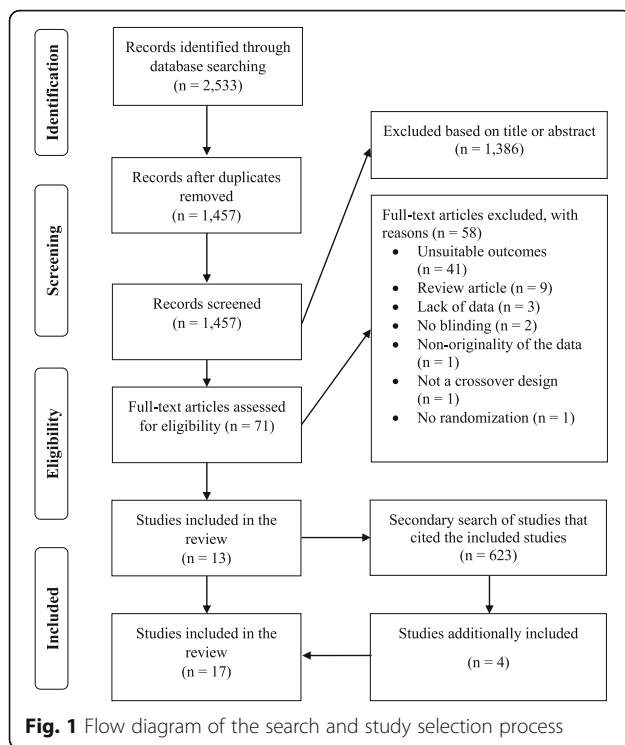 Identification
Records identified through
database searching
(n = 2,533)
Excluded based on title or abstract
(n = 1,386)
Screening
Records after duplicates
removed
(n = 1,457)
Full-text articles excluded, with
reasons (n = 58)
• Unsuitable outcomes
(n = 41)
• Review article (n = 9)
• Lack of data (n = 3)
• No blinding (n = 2)
• Non-originality of the data
(n = 1)
• Not a crossover design
(n = 1)
• No randomization (n = 1)
Records screened
(n = 1,457)
Eligibility
Full-text articles assessed
for eligibility (n = 71)
Studies included in the
review
(n = 13)
Secondary search of studies that
cited the included studies
(n = 623)
Included
Studies included in the
review
(n = 17)
Studies additionally included
(n = 4)
Fig. 1 Flow diagram of the search and study selection process